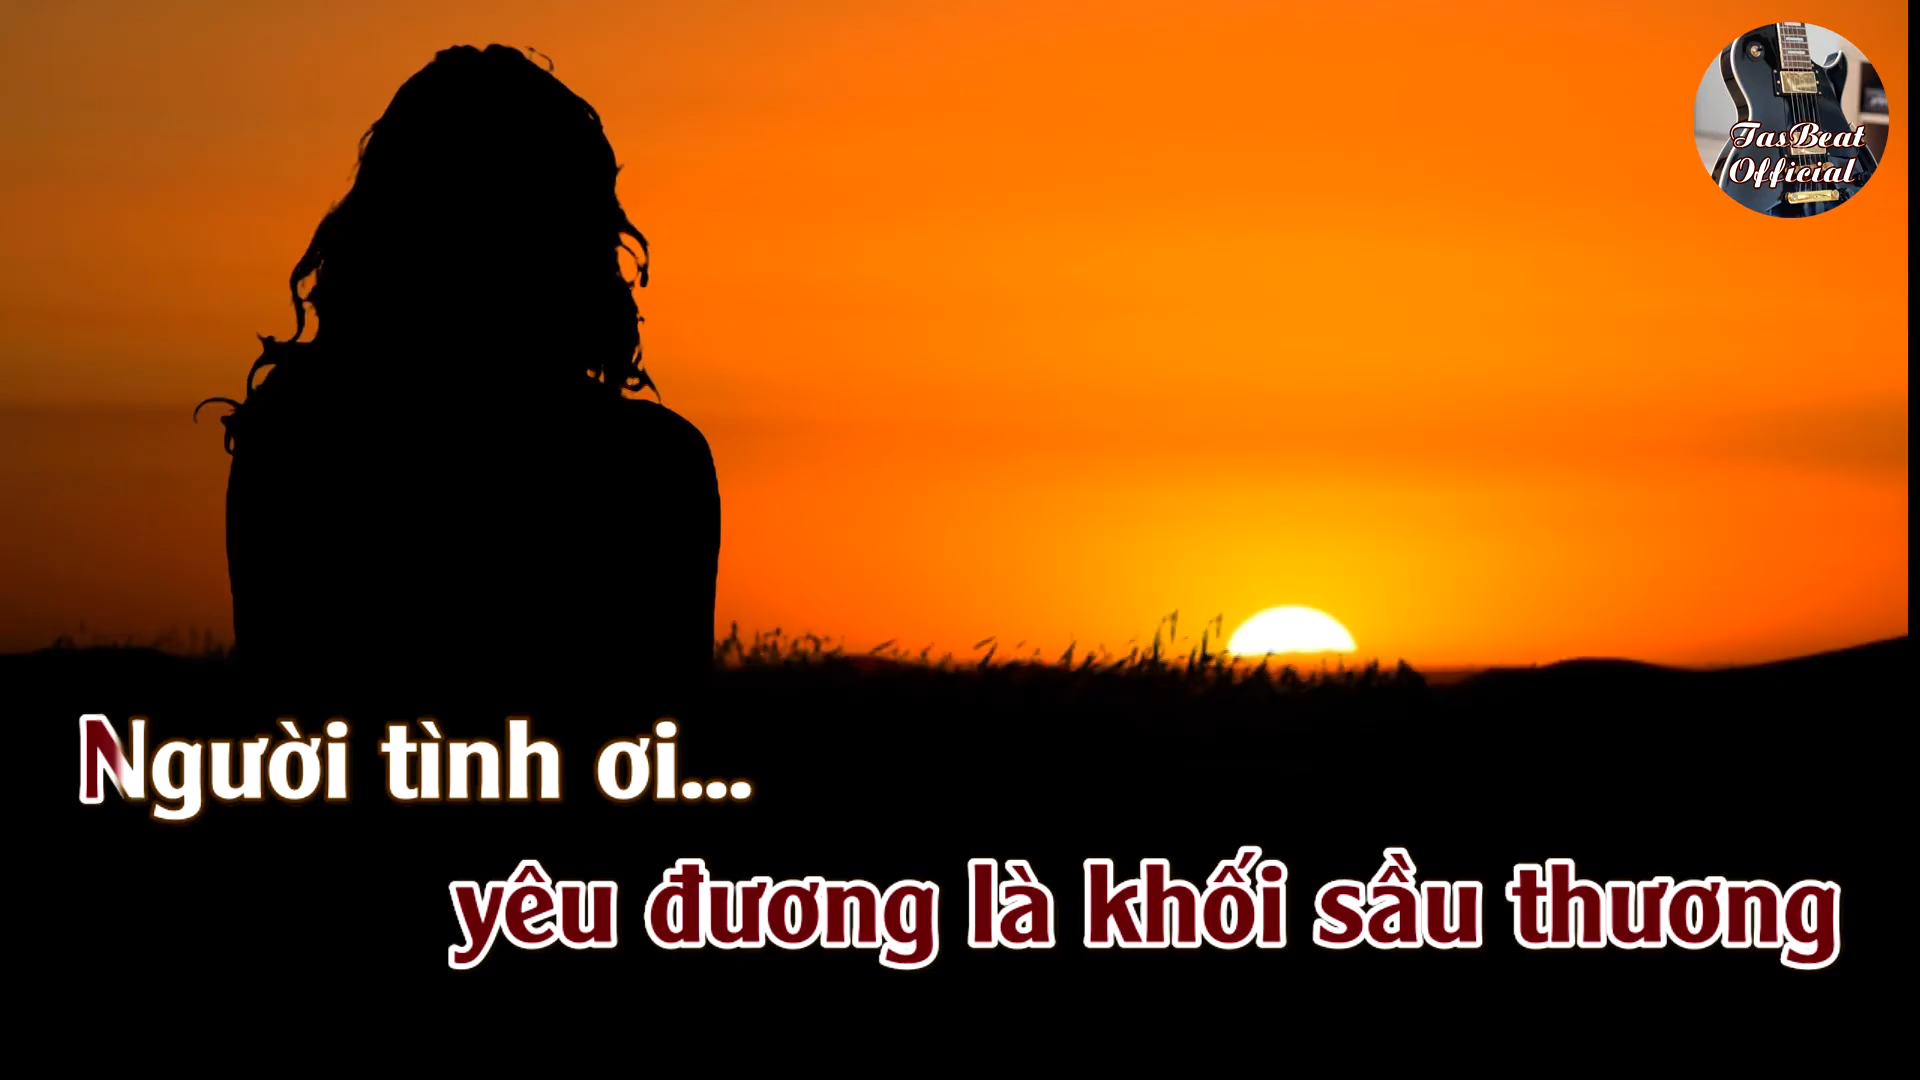 TasBeat
Official
Người tình ơi...
yêu đương là khối sầu thương